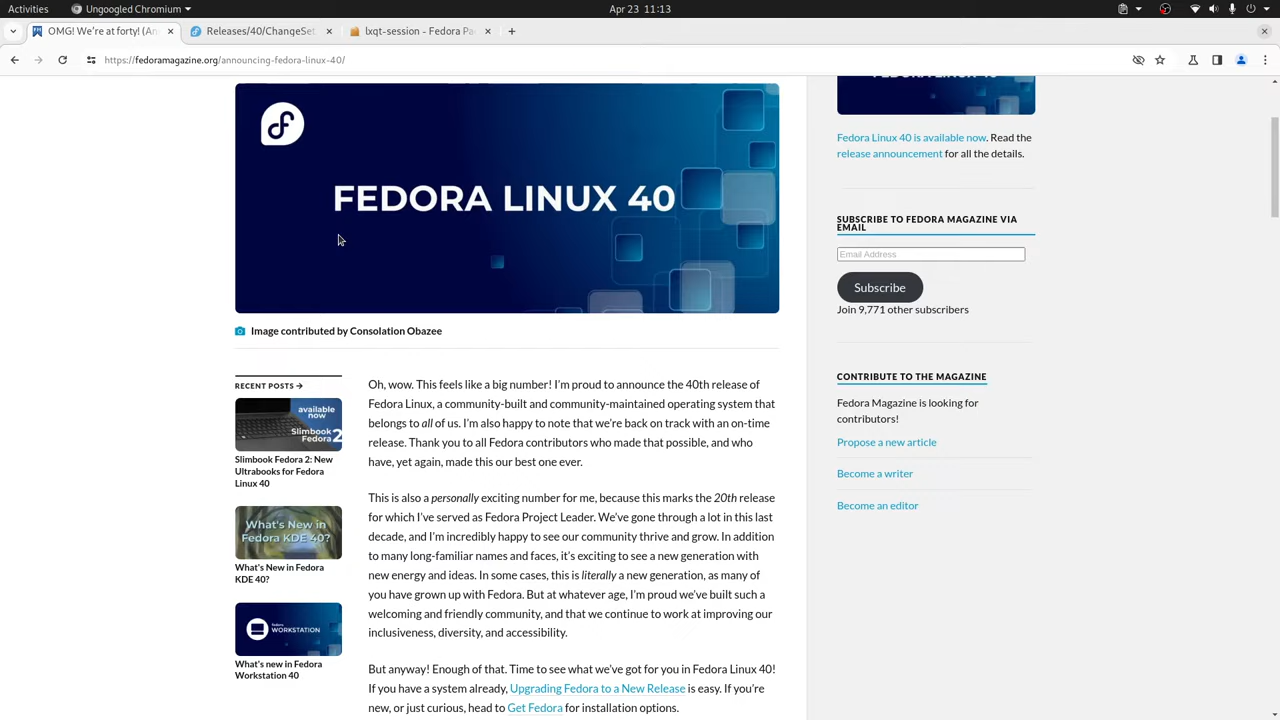 Activities
Ungoogled Chromium
Apr 23 11:13
OMG! We're at forty! (An
Releases/40/ChangeSet
lxqt-session - Fedora Pa
https://fedoramagazine.org/announcing-fedora-linux-40/
FEDORA LINUX 40
Image contributed by Consolation Obazee
RECENT POSTS →
available
now
Slimbook
Fedora 2
Slimbook Fedora 2: New
Ultrabooks for Fedora
Linux 40
What's New in
Fedora KDE 40?
What's New in Fedora
KDE 40?
fedora
WORKSTATION
What's new in Fedora
Workstation 40
Oh, wow. This feels like a big number! I'm proud to announce the 40th release of
Fedora Linux, a community-built and community-maintained operating system that
belongs to all of us. I'm also happy to note that we're back on track with an on-time
release. Thank you to all Fedora contributors who made that possible, and who
have, yet again, made this our best one ever.
This is also a personally exciting number for me, because this marks the 20th release
for which I've served as Fedora Project Leader. We've gone through a lot in this last
decade, and I'm incredibly happy to see our community thrive and grow. In addition
to many long-familiar names and faces, it's exciting to see a new generation with
new energy and ideas. In some cases, this is literally a new generation, as many of
you have grown up with Fedora. But at whatever age, I'm proud we've built such a
welcoming and friendly community, and that we continue to work at improving our
inclusiveness, diversity, and accessibility.
But anyway! Enough of that. Time to see what we've got for you in Fedora Linux 40!
If you have a system already, Upgrading Fedora to a New Release is easy. If you're
new, or just curious, head to Get Fedora for installation options.
FEDORA LINUX 40
Fedora Linux 40 is available now. Read the
release announcement for all the details.
SUBSCRIBE TO FEDORA MAGAZINE VIA
EMAIL
Email Address
Subscribe
Join 9,771 other subscribers
CONTRIBUTE TO THE MAGAZINE
Fedora Magazine is looking for
contributors!
Propose a new article
Become a writer
Become an editor